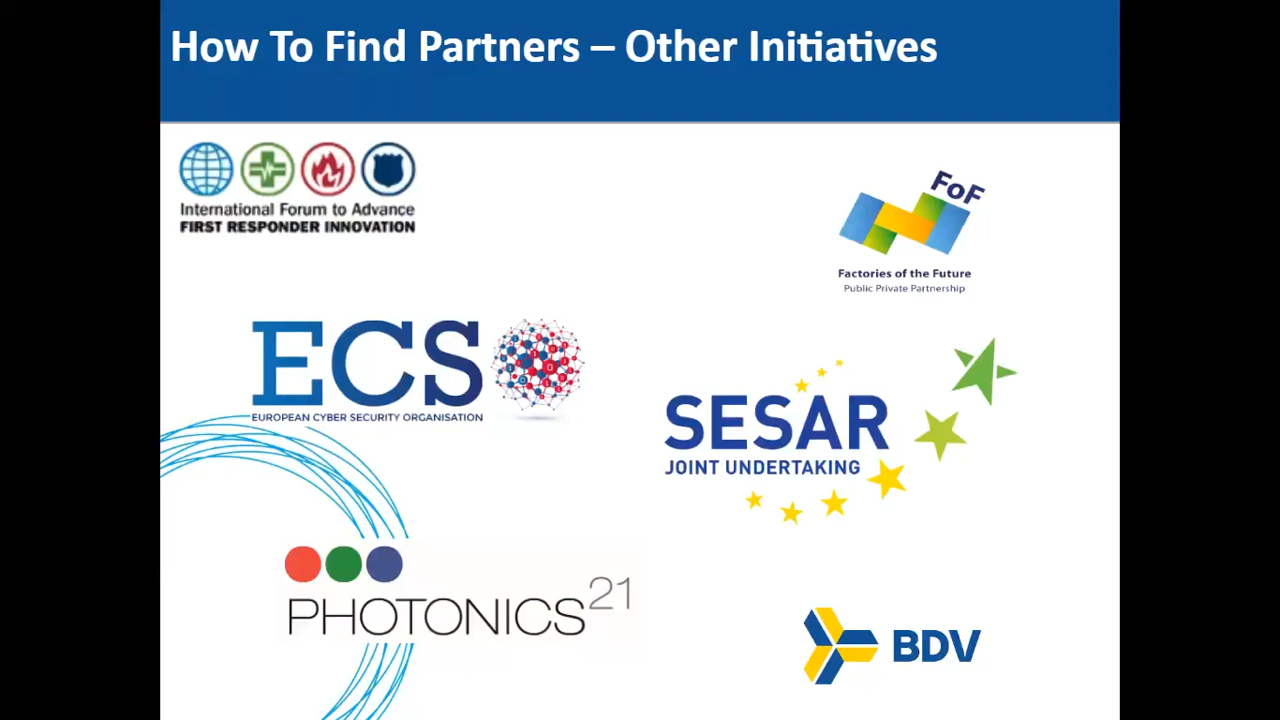 How To Find Partners – Other Initiatives
International Forum to Advance
FIRST RESPONDER INNOVATION
FoF
Factories of the Future
Public Private Partnership
ECS
EUROPEAN CYBER SECURITY ORGANISATION
SESAR
JOINT UNDERTAKING
PHOTONICS21
BDV